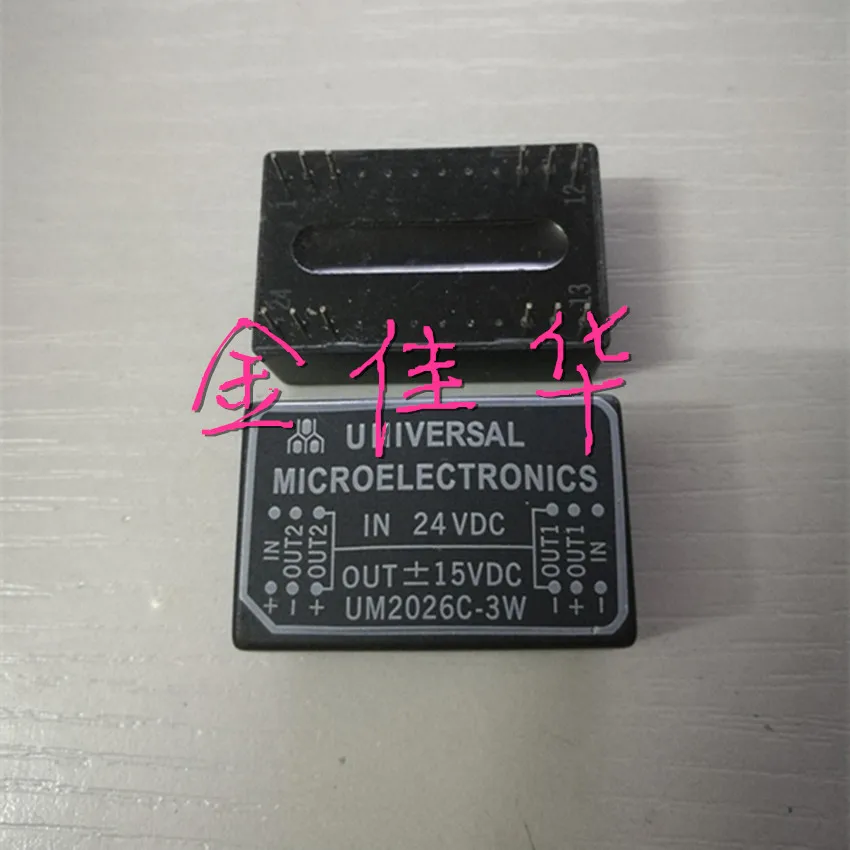 1 12
24 13
金佳华
UNIVERSAL
MICROELECTRONICS
IN OUT2 OUT2 IN 24VDC OUT1 OUT1 IN
OUT ±15VDC
+ − + UM2026C-3W − + −